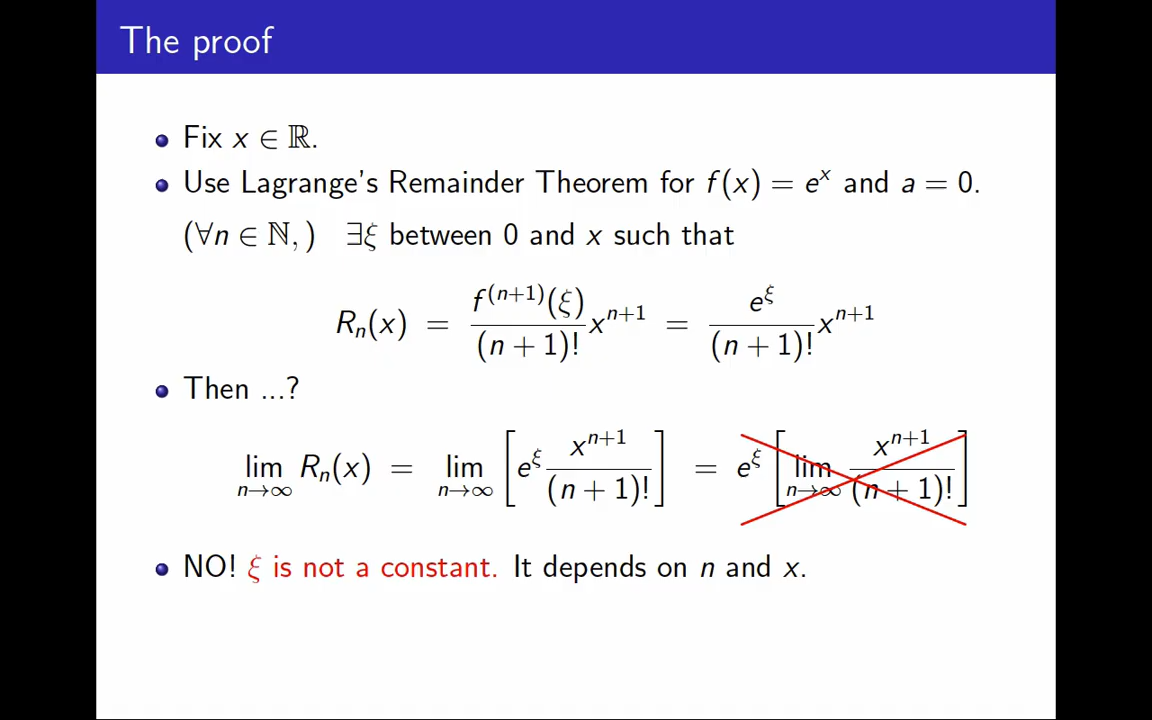 The proof
Fix x ∈ ℝ.
Use Lagrange's Remainder Theorem for f(x) = e^x and a = 0.
(∀n ∈ ℕ, ) ∃ξ between 0 and x such that
R_n(x) = f^(n+1)(ξ)/(n + 1)! x^(n+1) = e^ξ/(n + 1)! x^(n+1)
Then ...?
lim_{n→∞} R_n(x) = lim_{n→∞} [e^ξ x^(n+1)/(n + 1)!] = e^ξ [lim_{n→∞} x^(n+1)/(n + 1)!]
NO! ξ is not a constant. It depends on n and x.